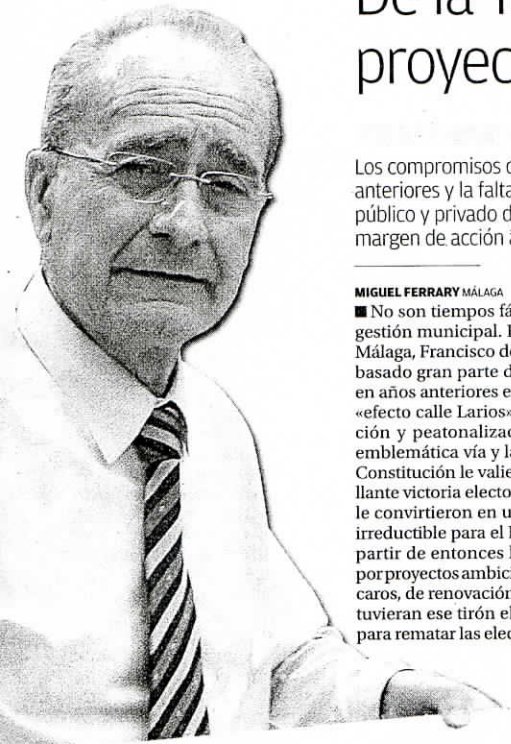 De la
proyec
Los compromisos
anteriores y la falta
público y privado d
margen de acción
MIGUEL FERRARY MÁLAGA
■ No son tiempos fá
gestión municipal.
Málaga, Francisco de
basado gran parte d
en años anteriores e
«efecto calle Larios»
ción y peatonalizac
emblemática vía y la
Constitución le valie
llante victoria electo
le convirtieron en u
irreductible para el
partir de entonces
por proyectos ambici
caros, de renovación
tuvieran ese tirón el
para rematar las elec